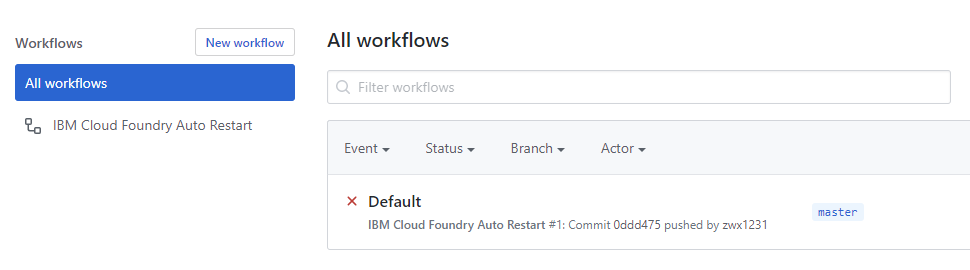 Workflows
New workflow
All workflows
IBM Cloud Foundry Auto Restart
All workflows
Filter workflows
Event Status Branch Actor
Default
IBM Cloud Foundry Auto Restart #1: Commit 0ddd475 pushed by zwx1231
master